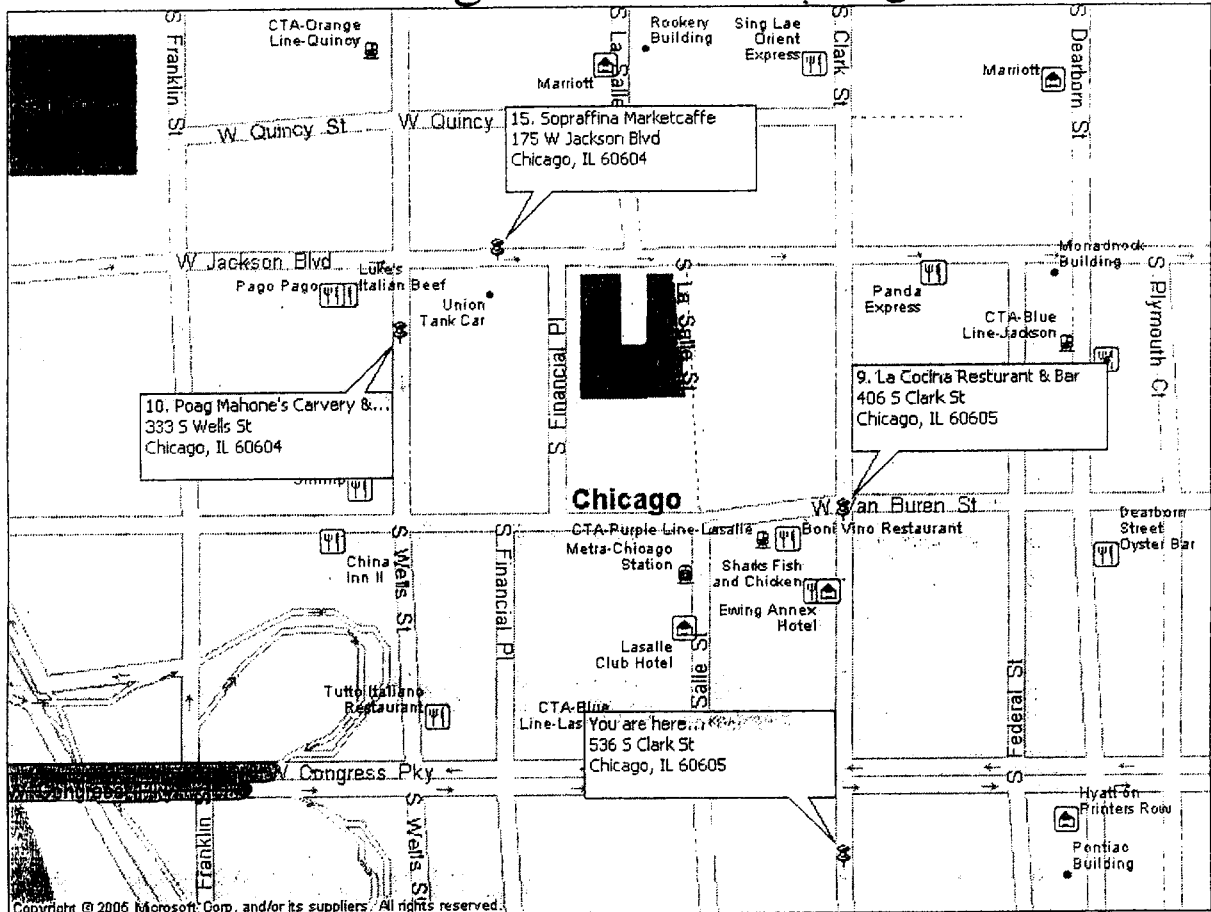 S Franklin St
CTA-Orange
Line-Quincy
S La Salle
Rookery
Building
Sing Lae
Orient
Express
S Clark St
S Dearborn St
Marriott
Marriott
W Quincy St
W Quincy
15. Sopraffina Marketcaffe
175 W Jackson Blvd
Chicago, IL 60604
W Jackson Blvd
Luke's
Italian Beef
Pago Pago
Union
Tank Car
S Financial Pl
S La Salle St
Panda
Express
Monadnock
Building
CTA-Blue
Line-Jackson
S Plymouth Ct
10. Poag Mahone's Carvery &...
333 S Wells St
Chicago, IL 60604
9. La Cocina Resturant & Bar
406 S Clark St
Chicago, IL 60605
Chicago
W Van Buren St
CTA-Purple Line-Lasalle
Boni Vino Restaurant
Metra-Chicago
Station
Sharks Fish
and Chicken
Ewing Annex
Hotel
Dearborn
Street
Oyster Bar
China
Inn II
S Wells St
S Financial Pl
Lasalle
Club Hotel
S
Salle
Federal St
S
Tutto Italiano
Restaurant
CTA-Blue
Line-Las
You are here...
536 S Clark St
Chicago, IL 60605
W Congress Pky
S Wells St
Franklin S
Hyatt on
Printers Row
Pontiac
Building
Copyright © 2006 Microsoft Corp. and/or its suppliers. All rights reserved.